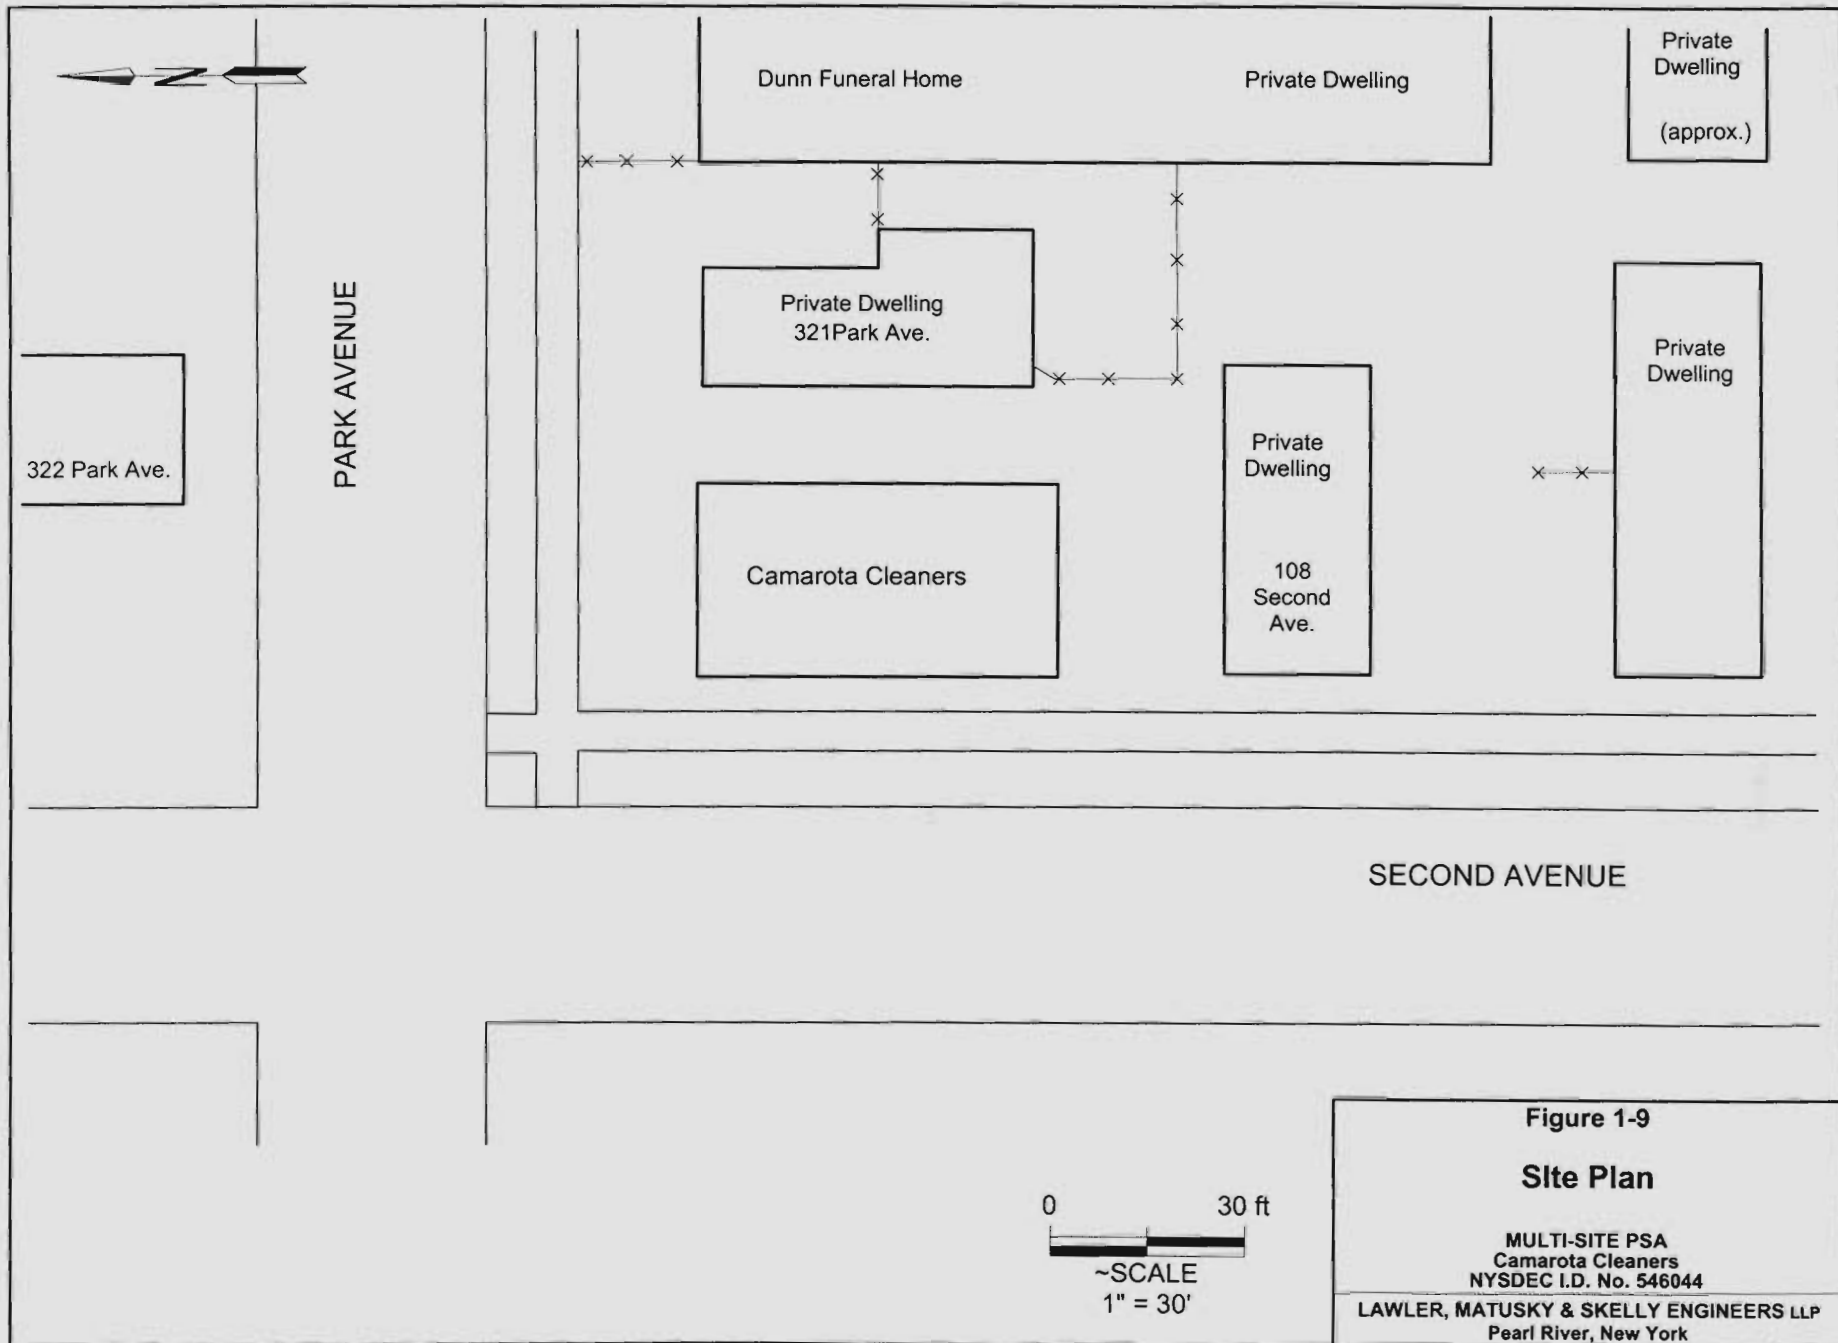 N
Dunn Funeral Home
Private Dwelling
Private
Dwelling
(approx.)
PARK AVENUE
Private Dwelling
321Park Ave.
Private
Dwelling
322 Park Ave.
Private
Dwelling
108
Second
Ave.
Camarota Cleaners
SECOND AVENUE
0 30 ft
~SCALE
1" = 30'
Figure 1-9
SIte Plan
MULTI-SITE PSA
Camarota Cleaners
NYSDEC I.D. No. 546044
LAWLER, MATUSKY & SKELLY ENGINEERS LLP
Pearl River, New York